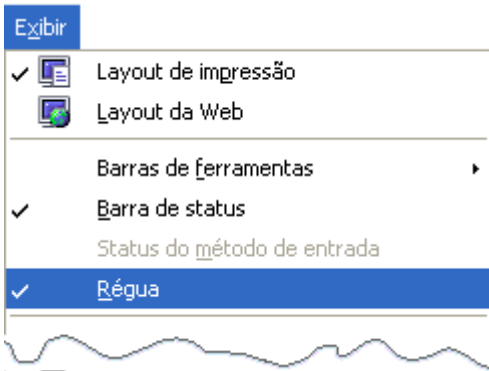 Exibir
Layout de impressão
Layout da Web
Barras de ferramentas
Barra de status
Status do método de entrada
Régua